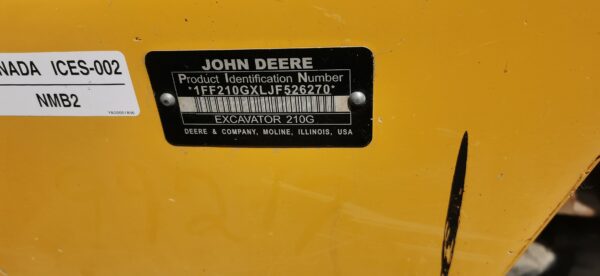 NADA ICES-002
NMB2
JOHN DEERE
Product Identification Number
*1FF210GXLJF526270*
EXCAVATOR 210G
DEERE & COMPANY, MOLINE, ILLINOIS, USA